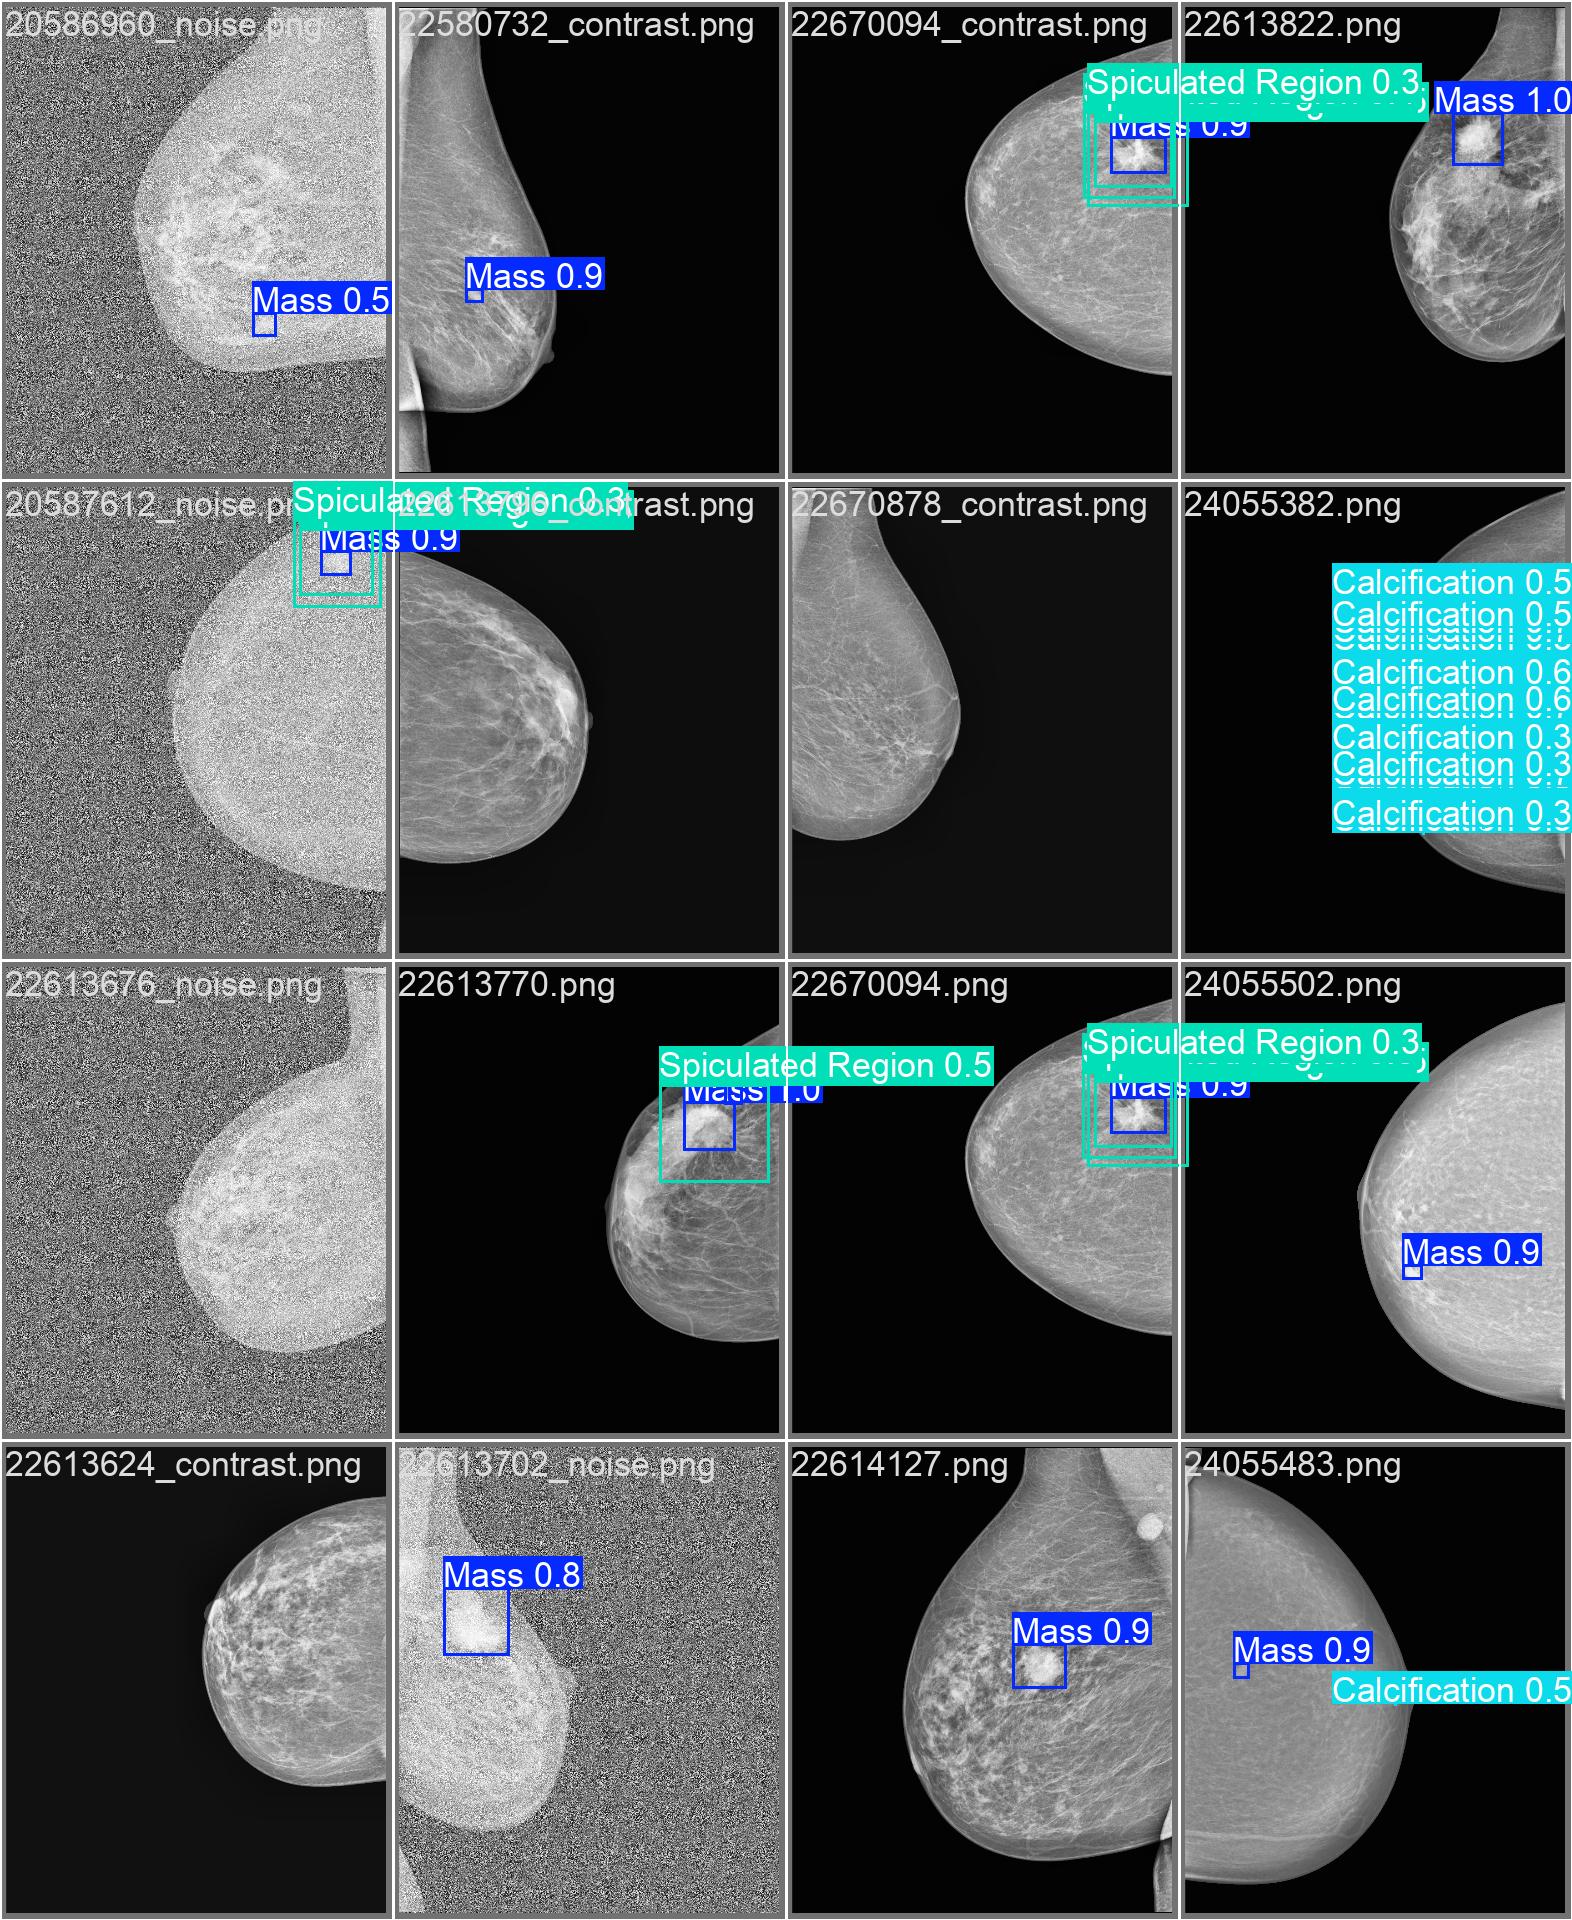 20586960_noise.png
22580732_contrast.png
22670094_contrast.png
22613822.png
Spiculated Region 0.3
Mass 1.0
Mass 0.9
Mass 0.9
Mass 0.5
20587612_noise.png
Spiculated Region 0.3
22670878_contrast.png
24055382.png
Mass 0.9
Calcification 0.5
Calcification 0.5
Calcification 0.6
Calcification 0.6
Calcification 0.3
Calcification 0.3
Calcification 0.3
22613676_noise.png
22613770.png
22670094.png
24055502.png
Spiculated Region 0.5
Mass 1.0
Spiculated Region 0.3
Mass 0.9
Mass 0.9
22613624_contrast.png
22613702_noise.png
22614127.png
24055483.png
Mass 0.8
Mass 0.9
Mass 0.9
Calcification 0.5